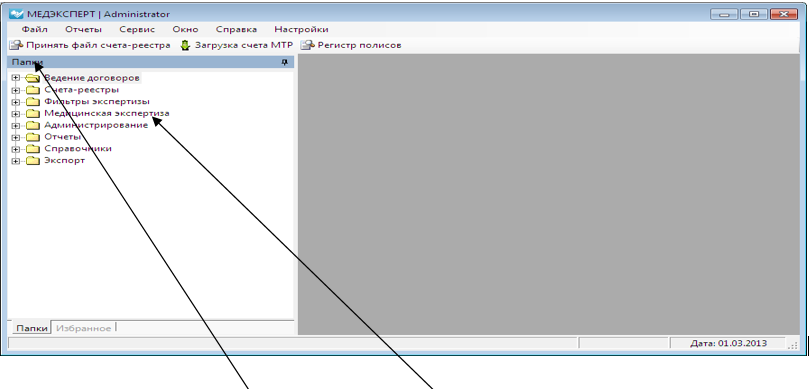 МЕДЭКСПЕРТ | Administrator
Файл Отчеты Сервис Окно Справка Настройки
Принять файл счета-реестра Загрузка счета МТР Регистр полисов
Папки
Ведение договоров
Счета-реестры
Фильтры экспертизы
Медицинская экспертиза
Администрирование
Отчеты
Справочники
Экспорт
Папки Избранное
Дата: 01.03.2013